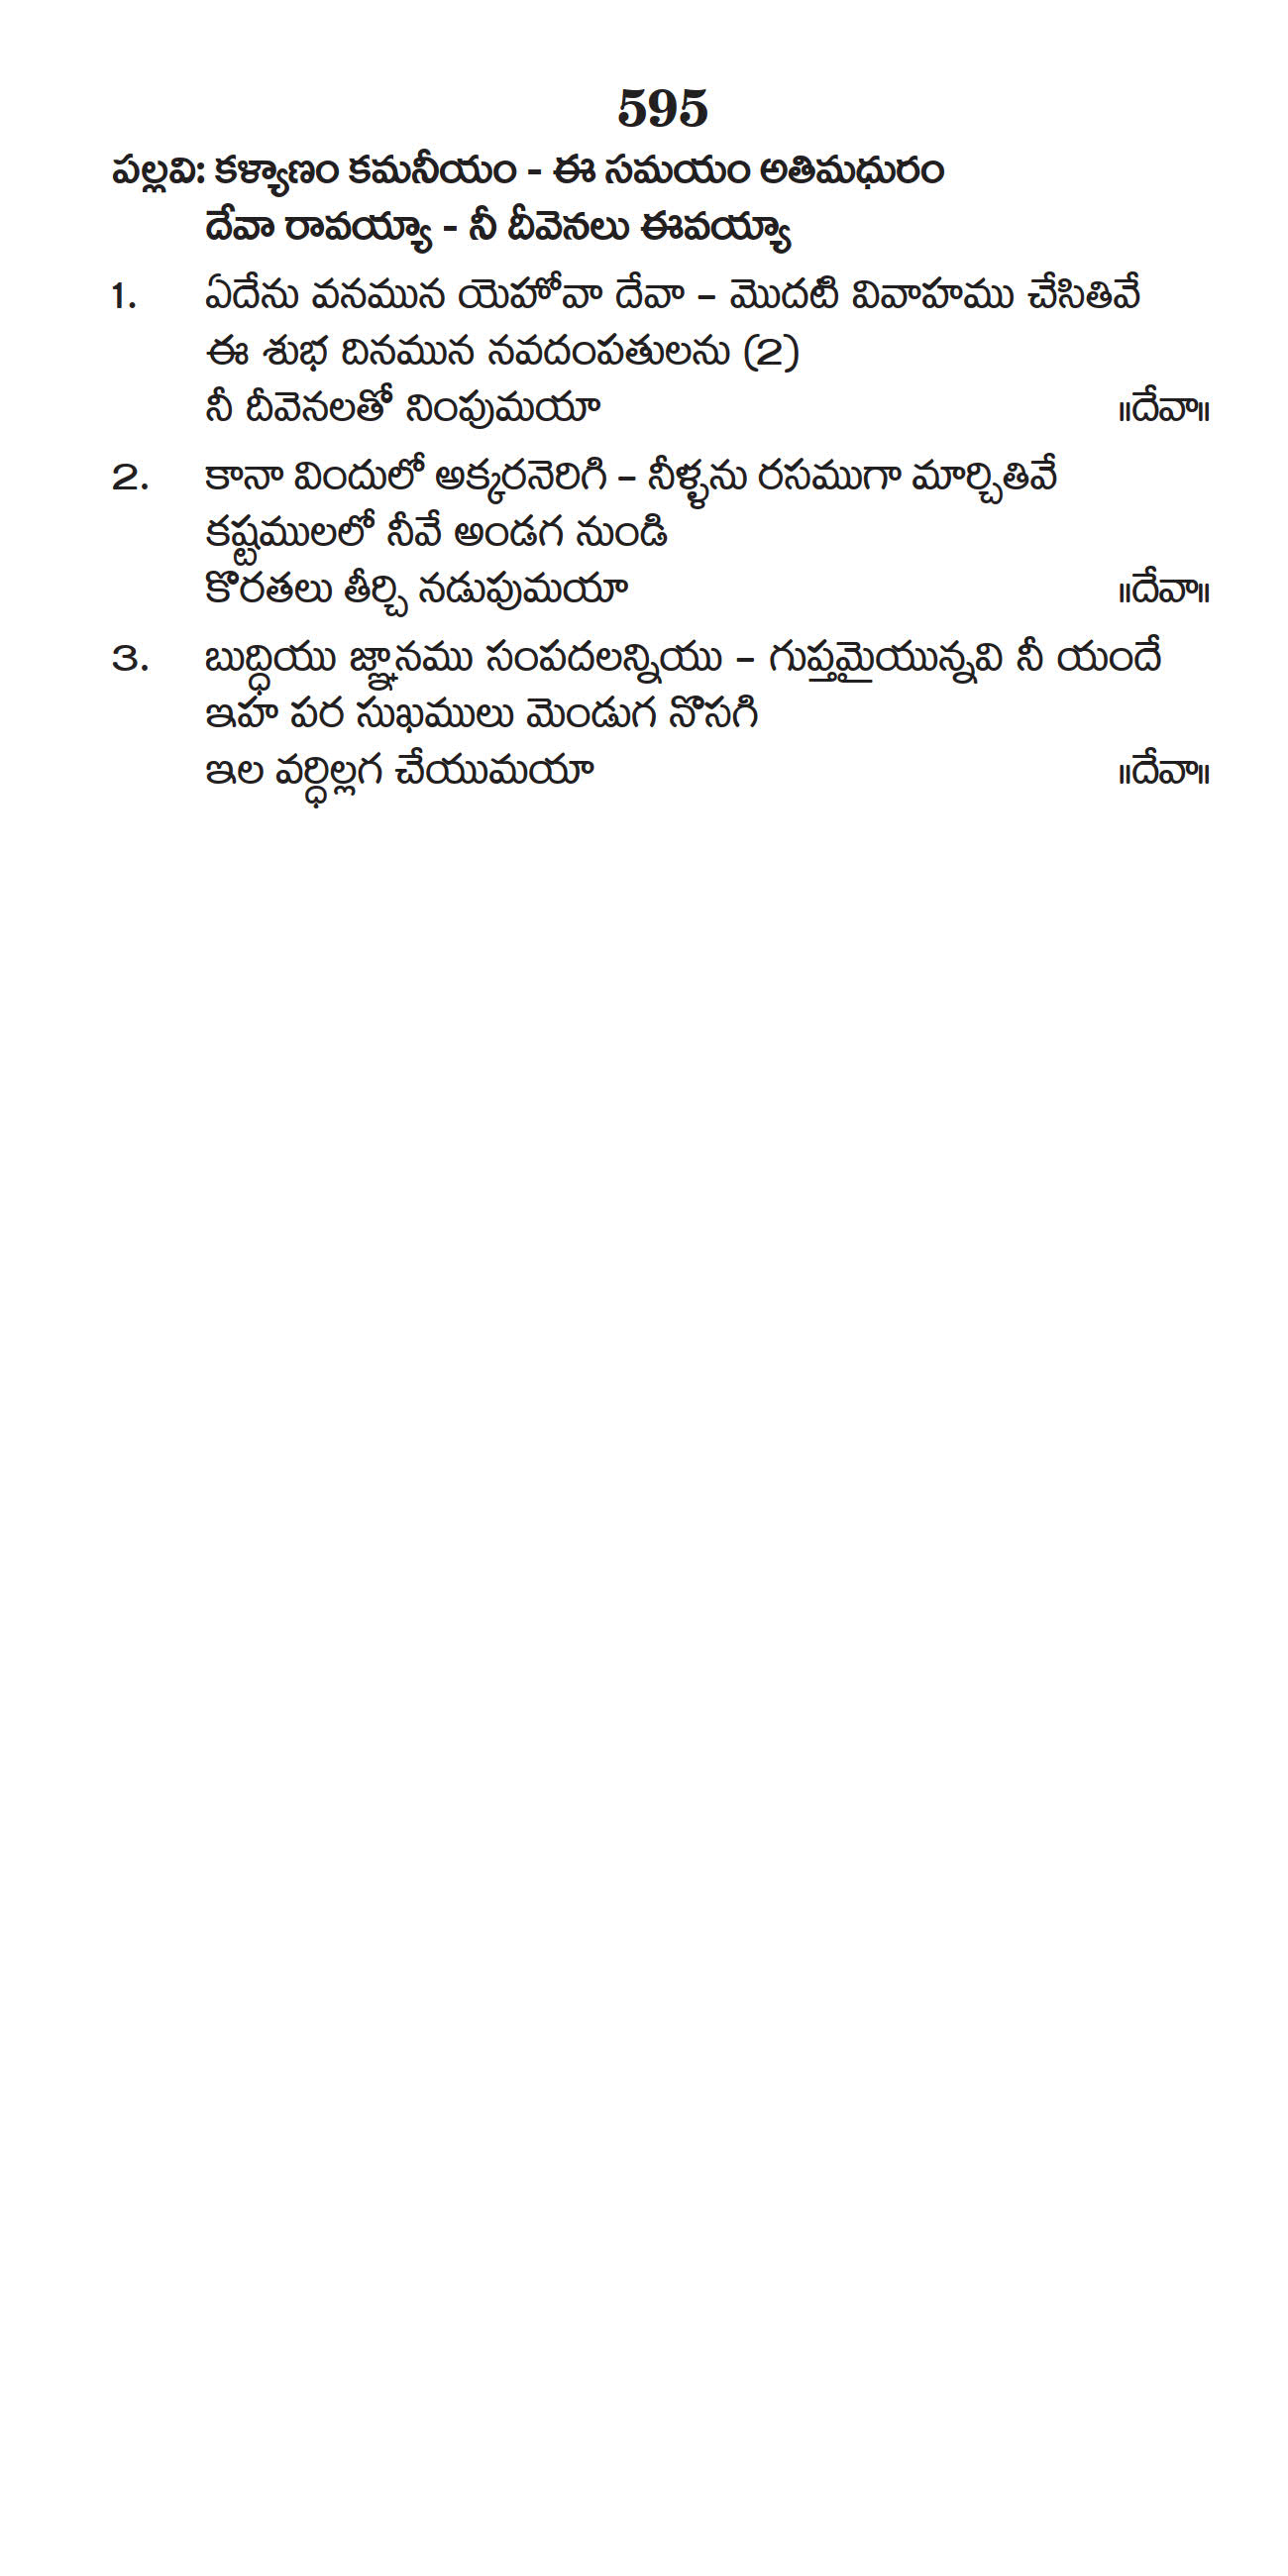 595
పల్లవి: కళ్యాణం కమనీయం - ఈ సమయం అతిమధురం
దేవా రావయ్యా - నీ దీవెనలు ఈవయ్యా
1. ఏదేను వనమున యెహోవా దేవా – మొదటి వివాహము చేసితివే
ఈ శుభ దినమున నవదంపతులను (2)
నీ దీవెనలతో నింపుమయా ॥దేవా॥
2. కానా విందులో అక్కరనెరిగి – నీళ్ళను రసముగా మార్చితివే
కష్టములలో నీవే అండగ నుండి
కొరతలు తీర్చి నడుపుమయా ॥దేవా॥
3. బుద్ధియు జ్ఞానము సంపదలన్నియు – గుప్తమైయున్నవి నీ యందే
ఇహ పర సుఖములు మెండుగ నొసగి
ఇల వర్ధిల్లగ చేయుమయా ॥దేవా॥